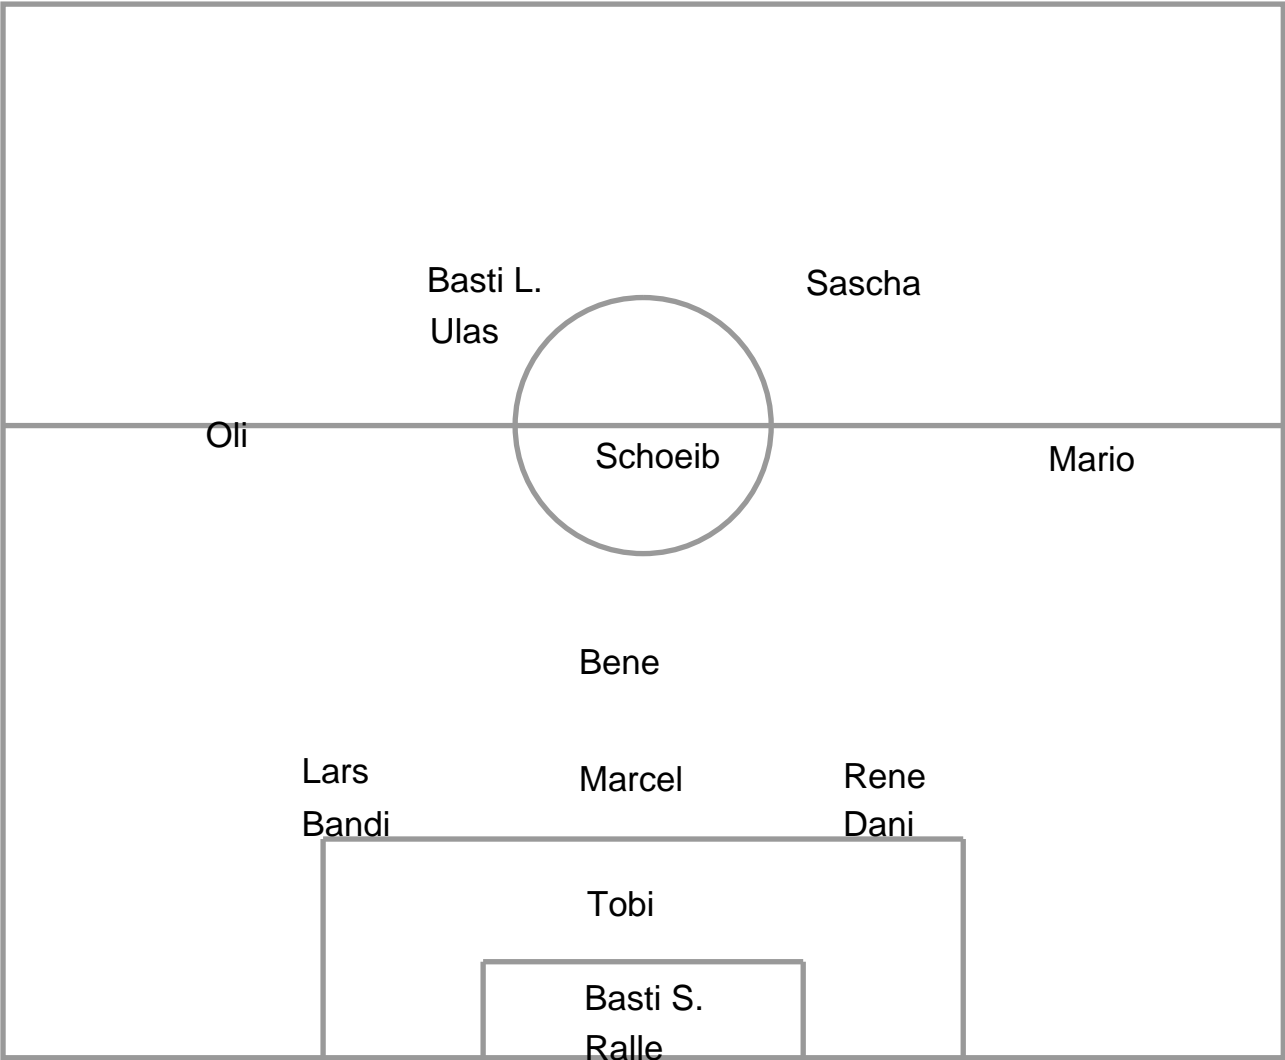 Basti L.
Sascha
Ulas
Oli
Schoeib
Mario
Bene
Lars
Marcel
Rene
Bandi
Dani
Tobi
Basti S.
Ralle